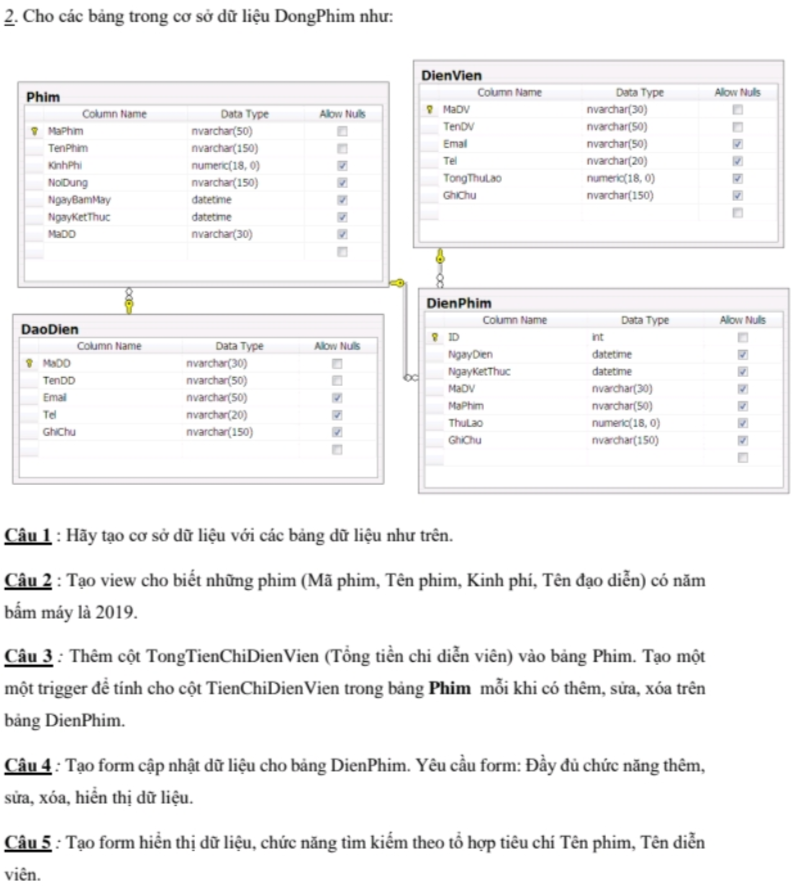 2. Cho các bảng trong cơ sở dữ liệu DongPhim như:
Phim
Column Name Data Type Allow Nulls
MaPhim nvarchar(50)
TenPhim nvarchar(150)
KinhPhi numeric(18, 0)
NoiDung nvarchar(150)
NgayBamMay datetime
NgayKetThuc datetime
MaDD nvarchar(30)
DienVien
Column Name Data Type Allow Nulls
MaDV nvarchar(30)
TenDV nvarchar(50)
Email nvarchar(50)
Tel nvarchar(20)
TongThuLao numeric(18, 0)
GhiChu nvarchar(150)
DaoDien
Column Name Data Type Allow Nulls
MaDD nvarchar(30)
TenDD nvarchar(50)
Email nvarchar(50)
Tel nvarchar(20)
GhiChu nvarchar(150)
DienPhim
Column Name Data Type Allow Nulls
ID int
NgayDien datetime
NgayKetThuc datetime
MaDV nvarchar(30)
MaPhim nvarchar(50)
ThuLao numeric(18, 0)
GhiChu nvarchar(150)
Câu 1 : Hãy tạo cơ sở dữ liệu với các bảng dữ liệu như trên.
Câu 2 : Tạo view cho biết những phim (Mã phim, Tên phim, Kinh phí, Tên đạo diễn) có năm
bấm máy là 2019.
Câu 3 : Thêm cột TongTienChiDienVien (Tổng tiền chi diễn viên) vào bảng Phim. Tạo một
một trigger để tính cho cột TienChiDienVien trong bảng Phim mỗi khi có thêm, sửa, xóa trên
bảng DienPhim.
Câu 4 : Tạo form cập nhật dữ liệu cho bảng DienPhim. Yêu cầu form: Đầy đủ chức năng thêm,
sửa, xóa, hiển thị dữ liệu.
Câu 5 : Tạo form hiển thị dữ liệu, chức năng tìm kiếm theo tổ hợp tiêu chí Tên phim, Tên diễn
viên.